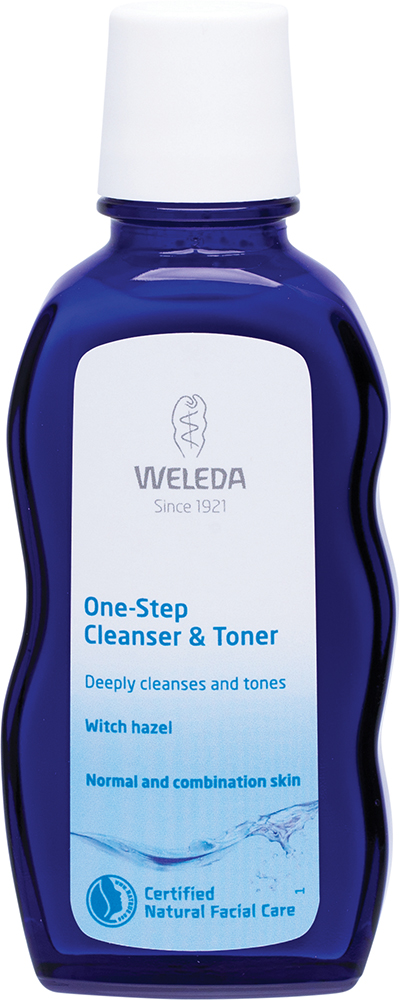 WELEDA
Since 1921
One-Step
Cleanser & Toner
Deeply cleanses and tones
Witch hazel
Normal and combination skin
Certified
Natural Facial Care
1